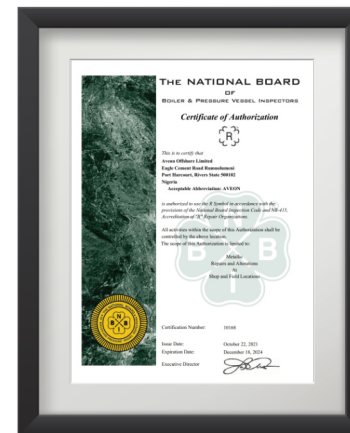 THE NATIONAL BOARD
OF
BOILER & PRESSURE VESSEL INSPECTORS
Certificate of Authorization
R
This is to certify that
Aveon Offshore Limited
Eagle Cement Road Rumuolumeni
Port Harcourt, Rivers State 500102
Nigeria
Acceptable Abbreviation: AVEON
is authorized to use the R Symbol in accordance with the
provisions of the National Board Inspection Code and NB-415,
Accreditation of "R" Repair Organizations.
All activities within the scope of this Authorization shall be
controlled by the above location.
The scope of this Authorization is limited to:
Metallic
Repairs and Alterations
At
Shop and Field Locations
N
B B
I
Certification Number: 10168
Issue Date: October 22, 2021
Expiration Date: December 18, 2024
Executive Director